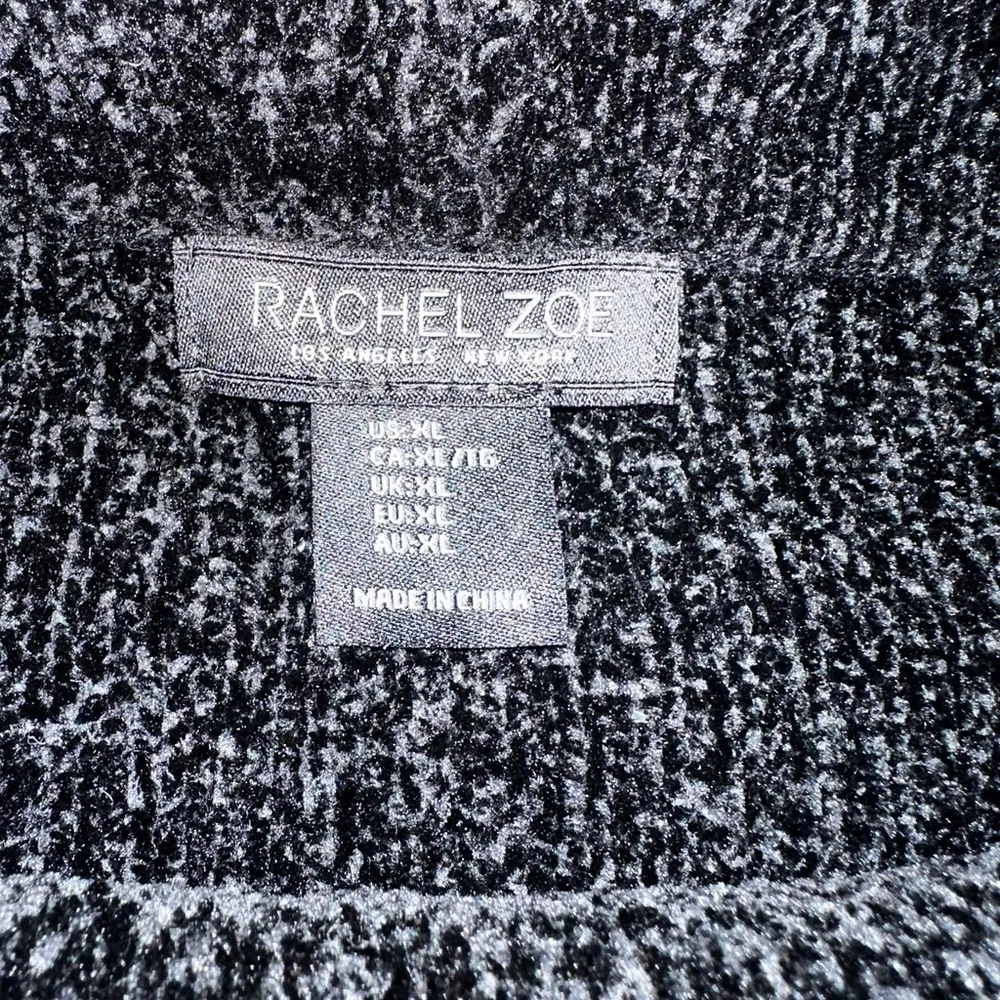 RACHEL ZOE
LOS ANGELES NEW YORK
US:XL
CA:XL/TG
UK:XL
EU:XL
AU:XL
MADE IN CHINA